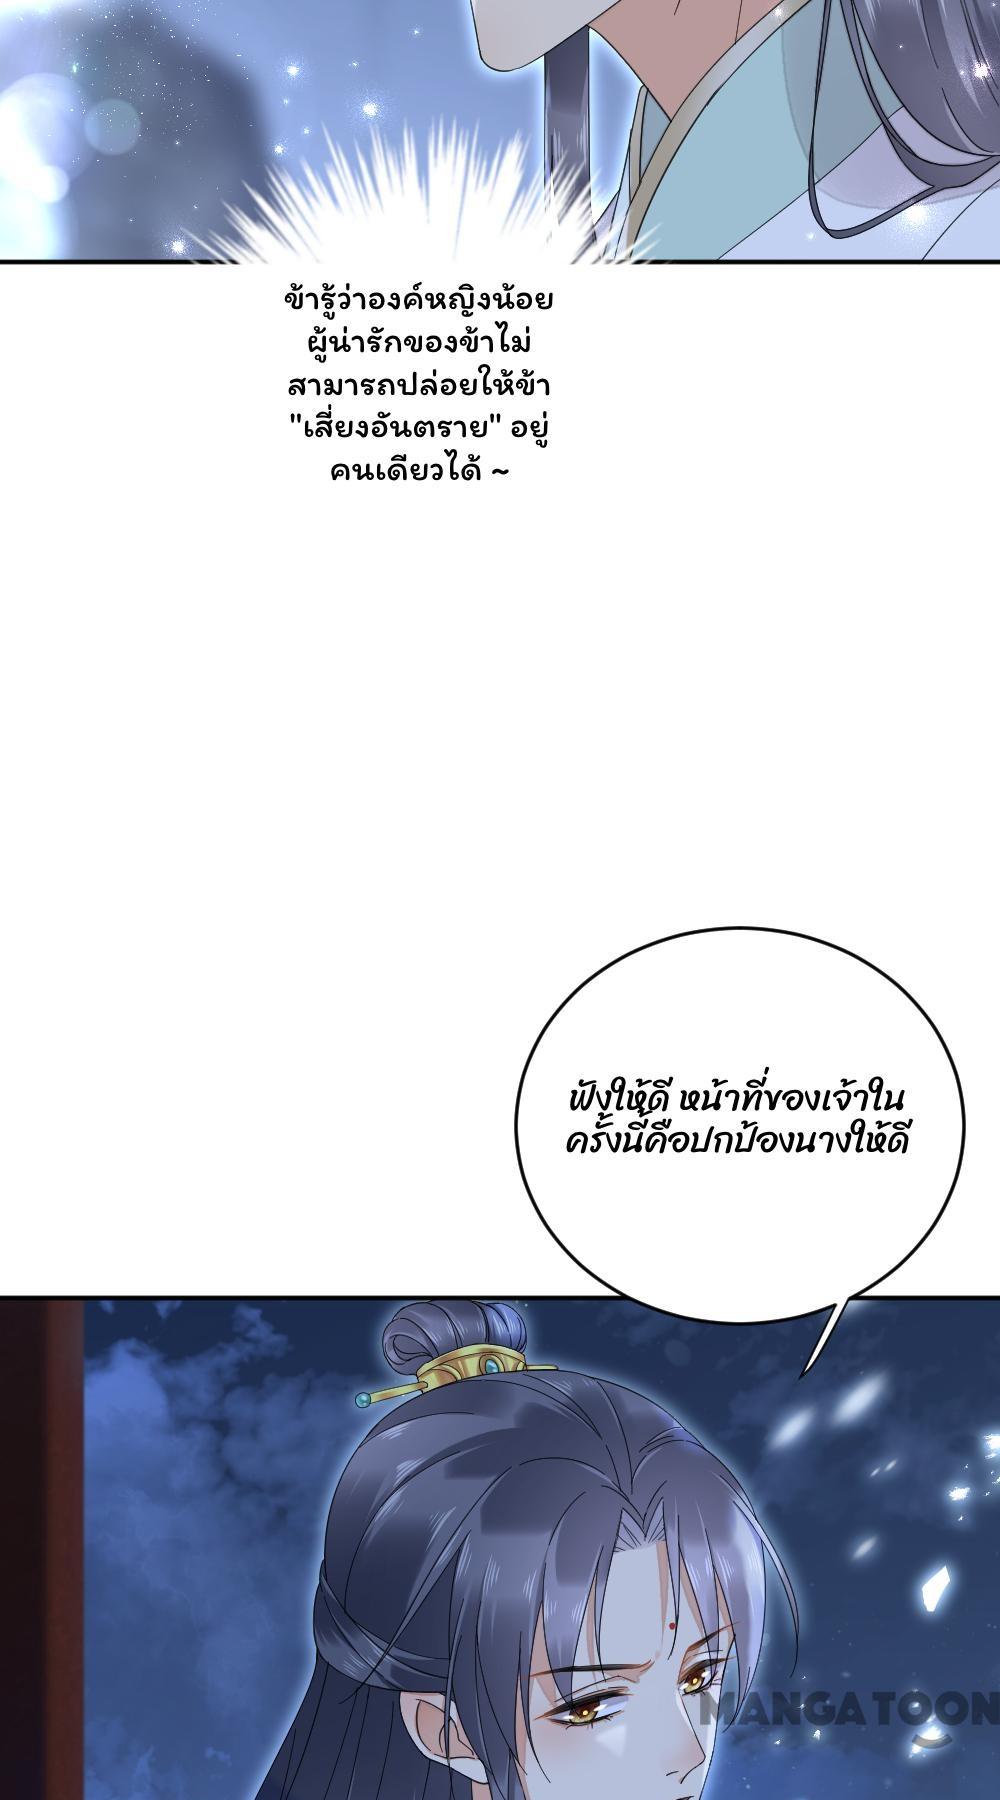 ข้ารู้ว่าองค์หญิงน้อย
ผู้น่ารักของข้าไม่
สามารถปล่อยให้ข้า
"เสี่ยงอันตราย" อยู่
คนเดียวได้ ~
ฟังให้ดี หน้าที่ของเจ้าใน
ครั้งนี้คือปกป้องนางให้ดี
MANGATOON